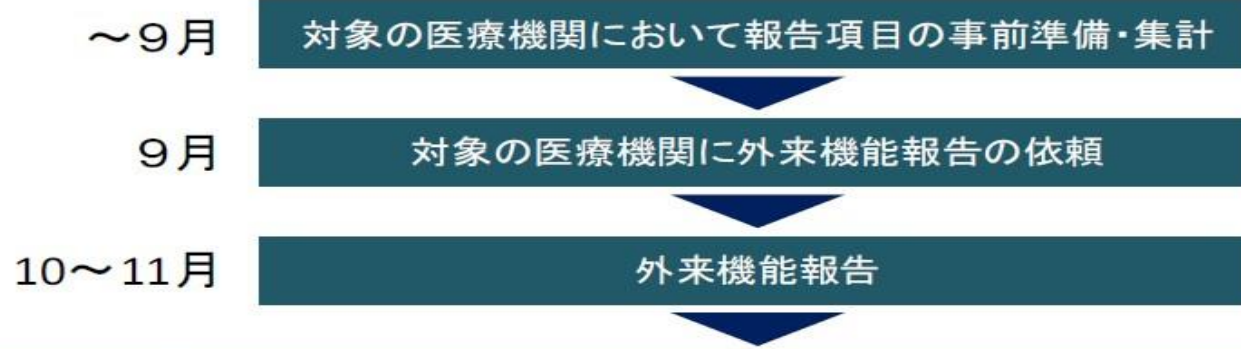 ～９月
対象の医療機関において報告項目の事前準備・集計
９月
対象の医療機関に外来機能報告の依頼
10～11月
外来機能報告